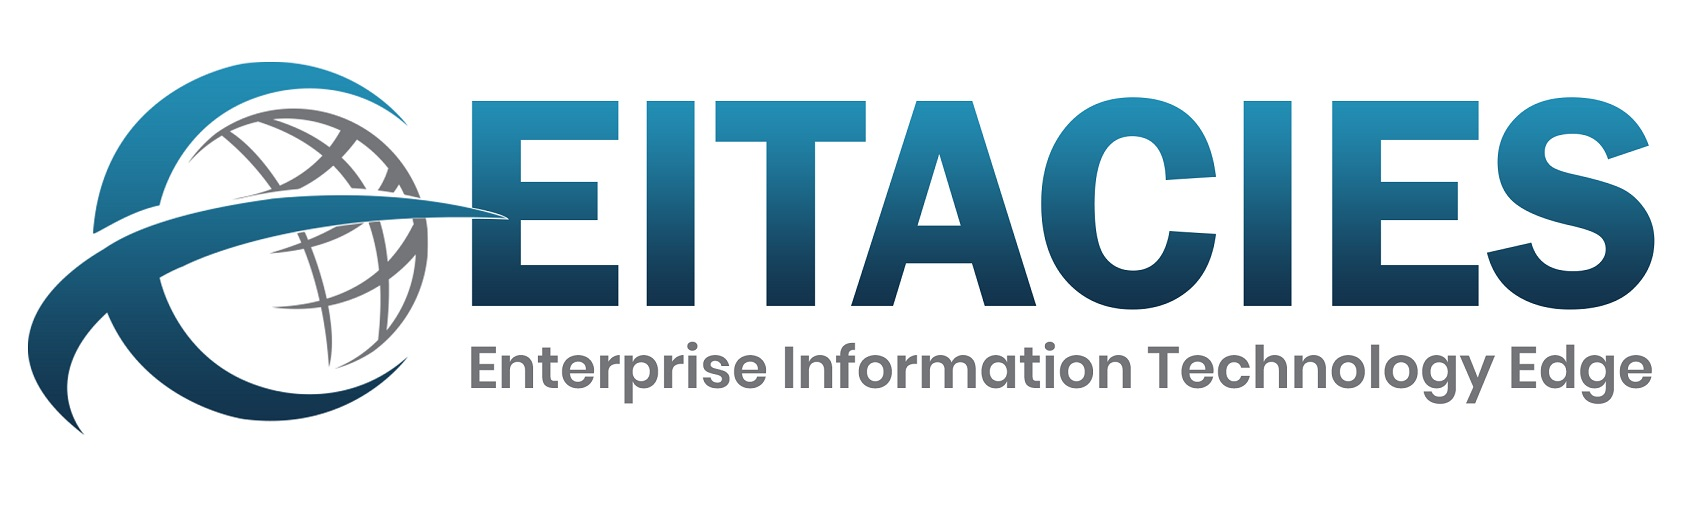 EITACIES
Enterprise Information Technology Edge